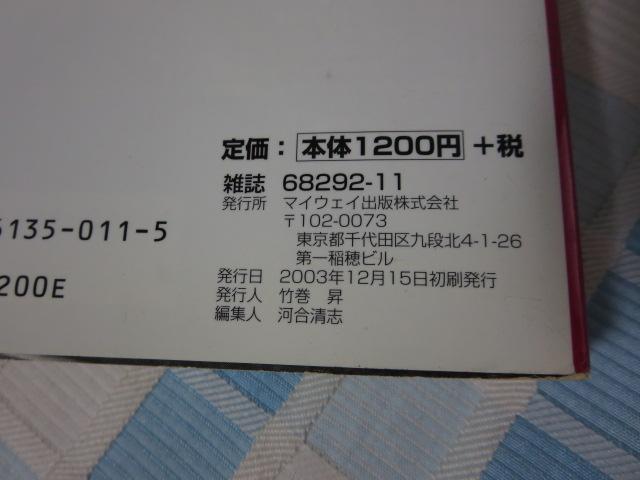 定価： 本体1200円 +税
雑誌 68292-11
発行所 マイウェイ出版株式会社
〒102-0073
東京都千代田区九段北4-1-26
第一稲穂ビル
発行日 2003年12月15日初刷発行
発行人 竹巻 昇
編集人 河合清志
6135-011-5
200E